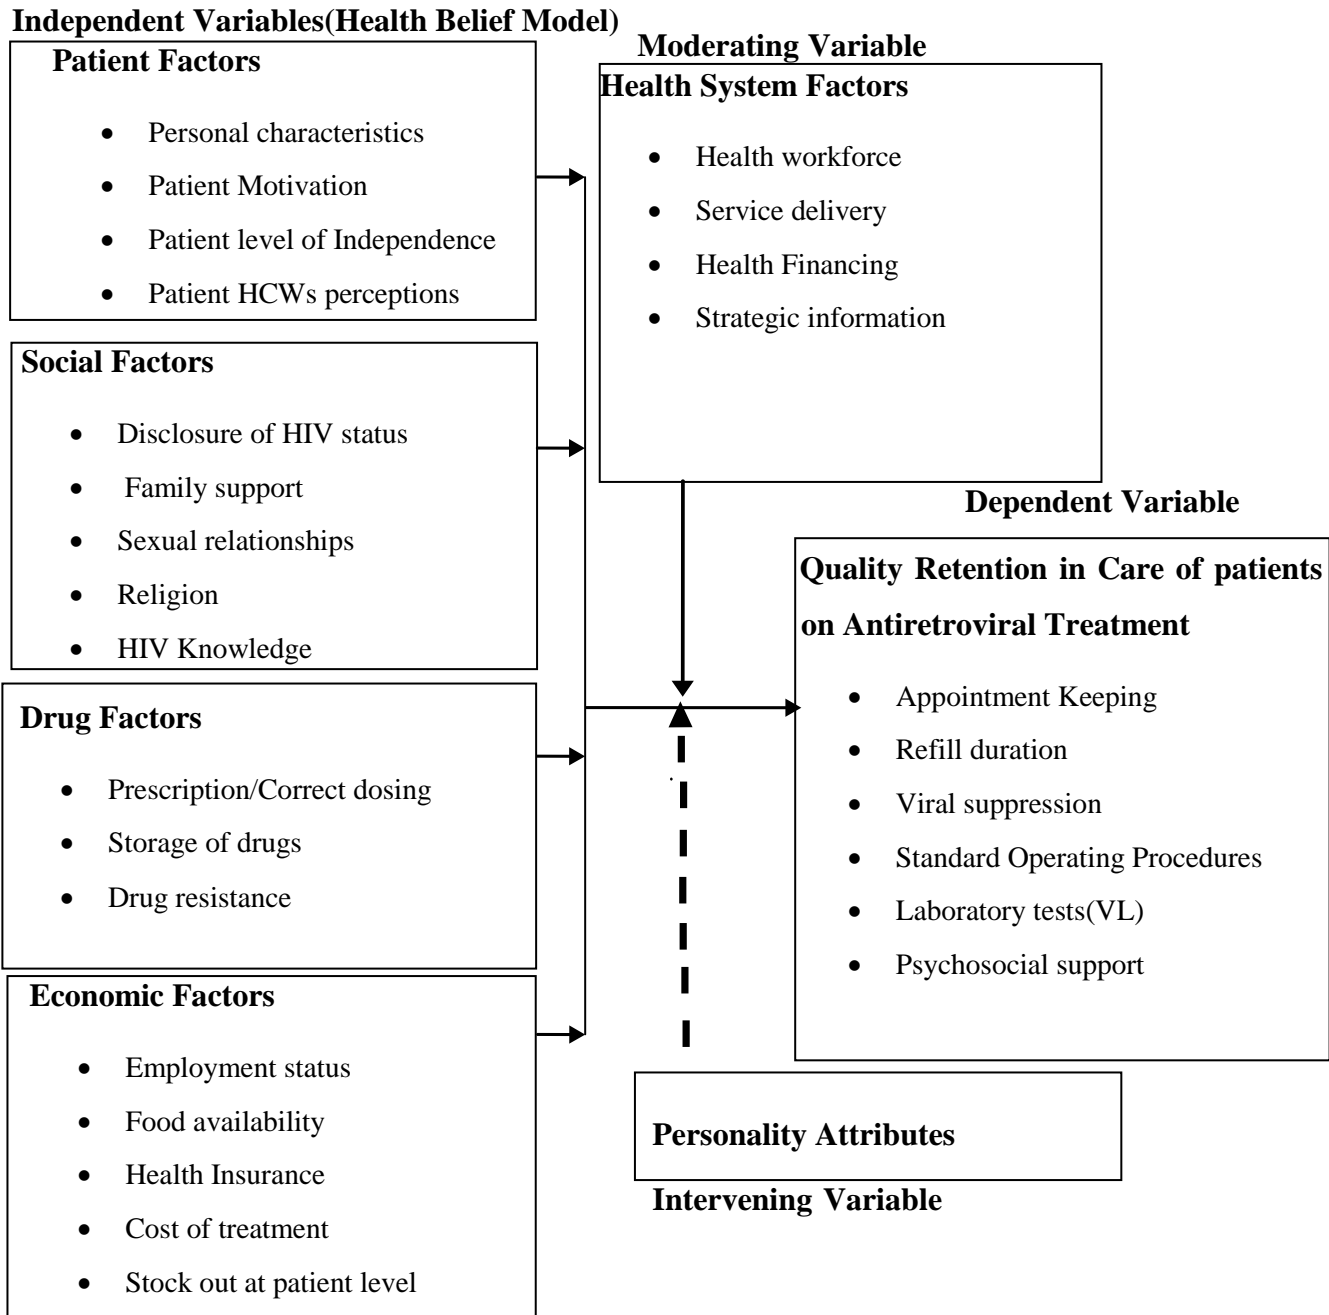 Independent Variables(Health Belief Model)
Patient Factors
• Personal characteristics
• Patient Motivation
• Patient level of Independence
• Patient HCWs perceptions
Social Factors
• Disclosure of HIV status
• Family support
• Sexual relationships
• Religion
• HIV Knowledge
Drug Factors
• Prescription/Correct dosing
• Storage of drugs
• Drug resistance
Economic Factors
• Employment status
• Food availability
• Health Insurance
• Cost of treatment
• Stock out at patient level
Moderating Variable
Health System Factors
• Health workforce
• Service delivery
• Health Financing
• Strategic information
Dependent Variable
Quality Retention in Care of patients
on Antiretroviral Treatment
• Appointment Keeping
• Refill duration
• Viral suppression
• Standard Operating Procedures
• Laboratory tests(VL)
• Psychosocial support
Personality Attributes
Intervening Variable